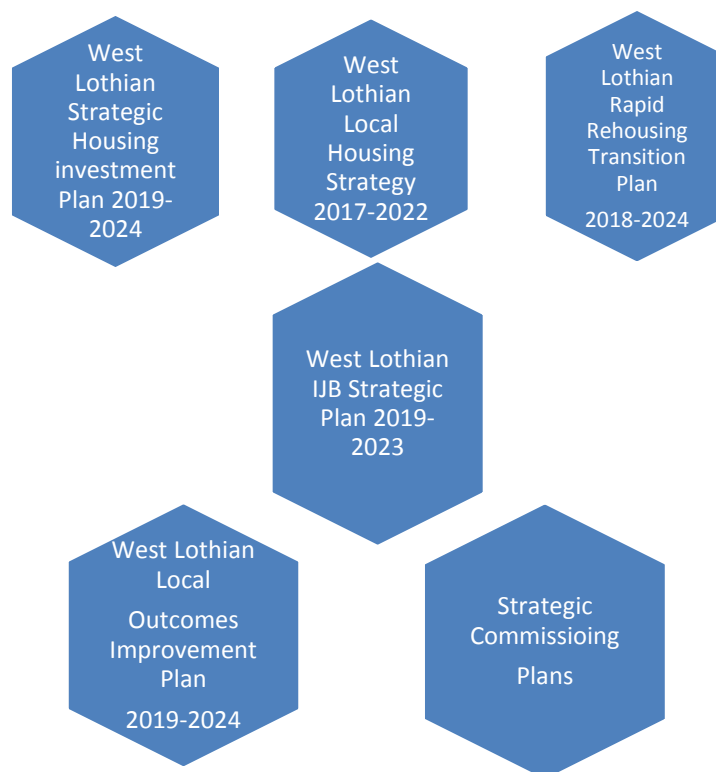 West
Lothian
Strategic
Housing
investment
Plan 2019-
2024
West
Lothian
Local
Housing
Strategy
2017-2022
West
Lothian
Rapid
Rehousing
Transition
Plan
2018-2024
West Lothian
IJB Strategic
Plan 2019-
2023
West Lothian
Local
Outcomes
Improvement
Plan
2019-2024
Strategic
Commissioing
Plans